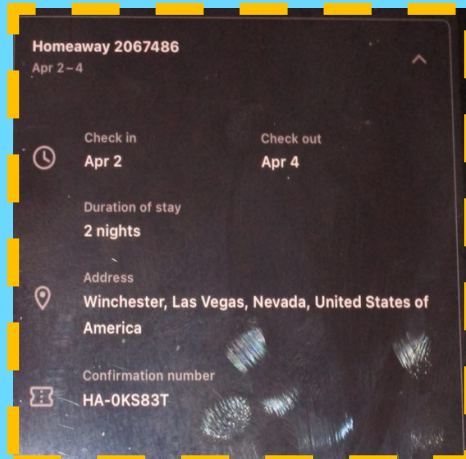 Homeaway 2067486
Apr 2–4
Check in
Check out
Apr 2
Apr 4
Duration of stay
2 nights
Address
Winchester, Las Vegas, Nevada, United States of
America
Confirmation number
HA-0KS83T